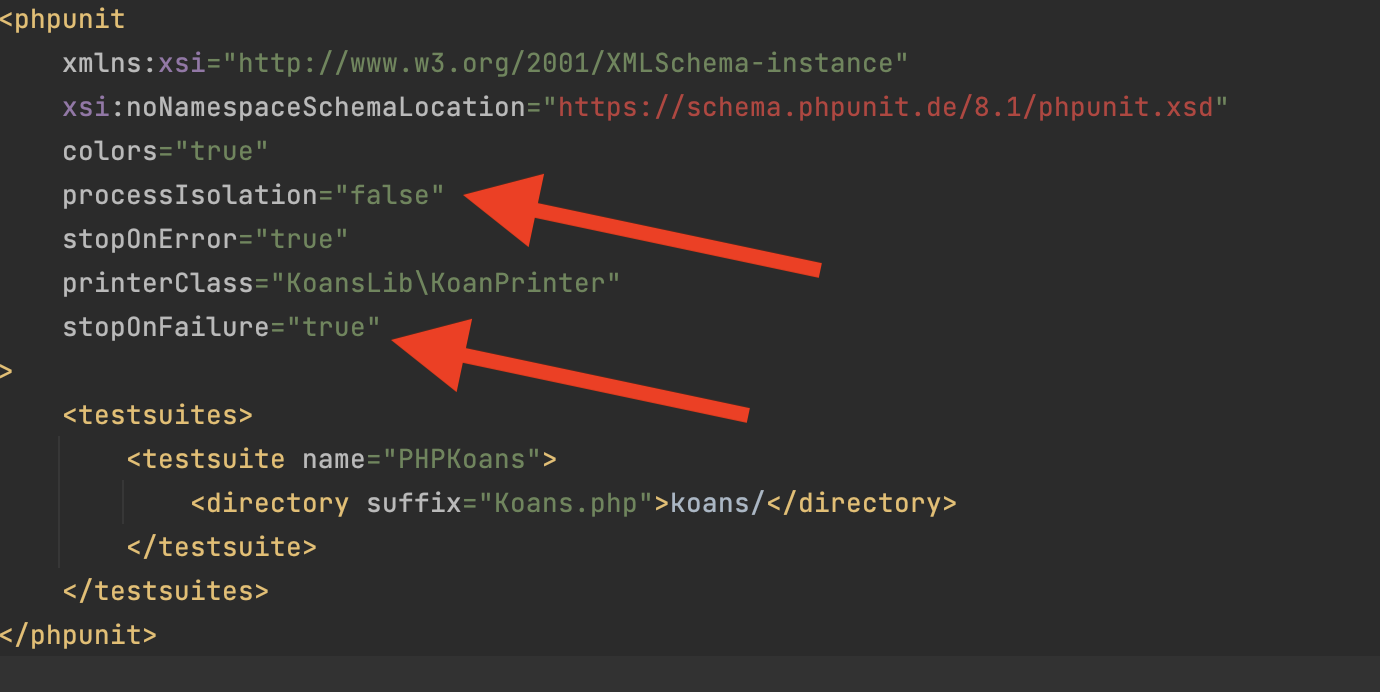 <phpunit
xmlns:xsi="http://www.w3.org/2001/XMLSchema-instance"
xsi:noNamespaceSchemaLocation="https://schema.phpunit.de/8.1/phpunit.xsd"
colors="true"
processIsolation="false"
stopOnError="true"
printerClass="KoansLib\KoanPrinter"
stopOnFailure="true"
>
<testsuites>
<testsuite name="PHPKoans">
<directory suffix="Koans.php">koans/</directory>
</testsuite>
</testsuites>
</phpunit>